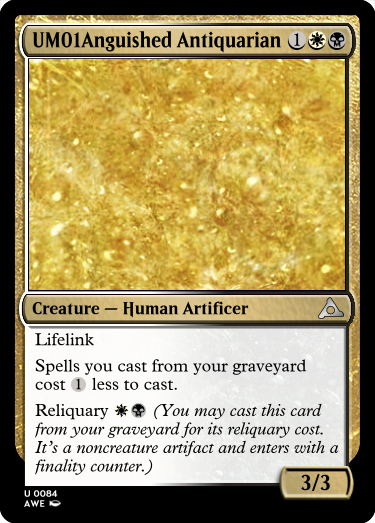 UM01Anguished Antiquarian 1
Creature — Human Artificer
Lifelink
Spells you cast from your graveyard
cost 1 less to cast.
Reliquary (You may cast this card
from your graveyard for its reliquary cost.
It's a noncreature artifact and enters with a
finality counter.)
3/3
U 0084
AWE